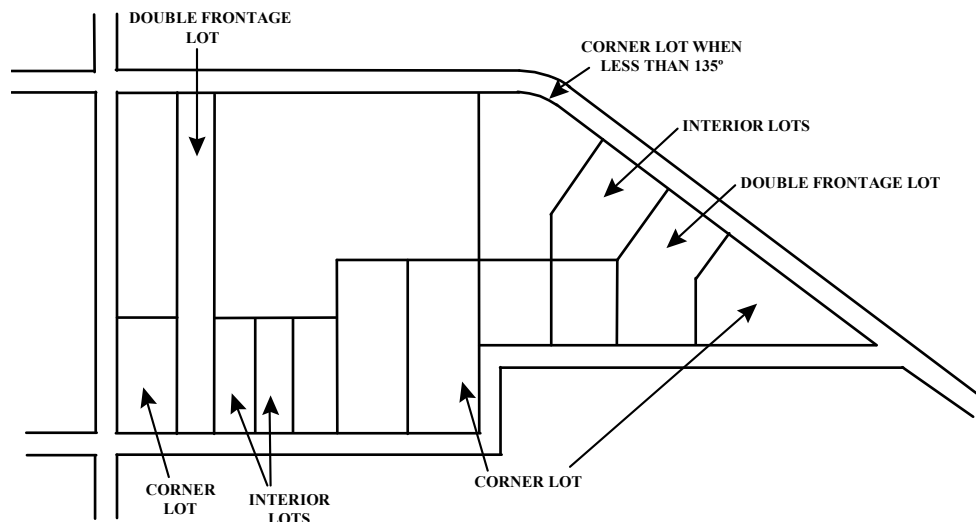 DOUBLE FRONTAGE
LOT
CORNER LOT WHEN
LESS THAN 135º
INTERIOR LOTS
DOUBLE FRONTAGE LOT
CORNER
LOT
INTERIOR
LOTS
CORNER LOT